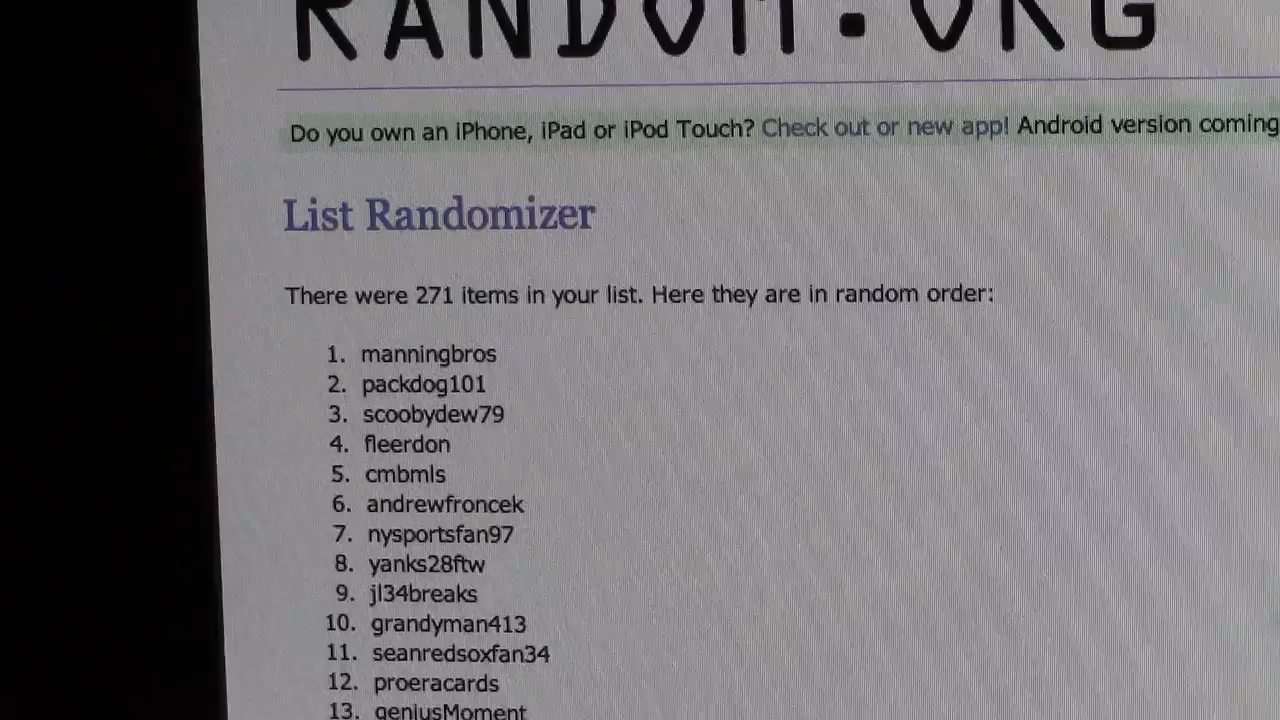 RANDOM.ORG
Do you own an iPhone, iPad or iPod Touch? Check out or new app! Android version coming
List Randomizer
There were 271 items in your list. Here they are in random order:
1. manningbros
2. packdog101
3. scoobydew79
4. fleerdon
5. cmbmls
6. andrewfroncek
7. nysportsfan97
8. yanks28ftw
9. jl34breaks
10. grandyman413
11. seanredsoxfan34
12. proeracards
13. geniusMoment